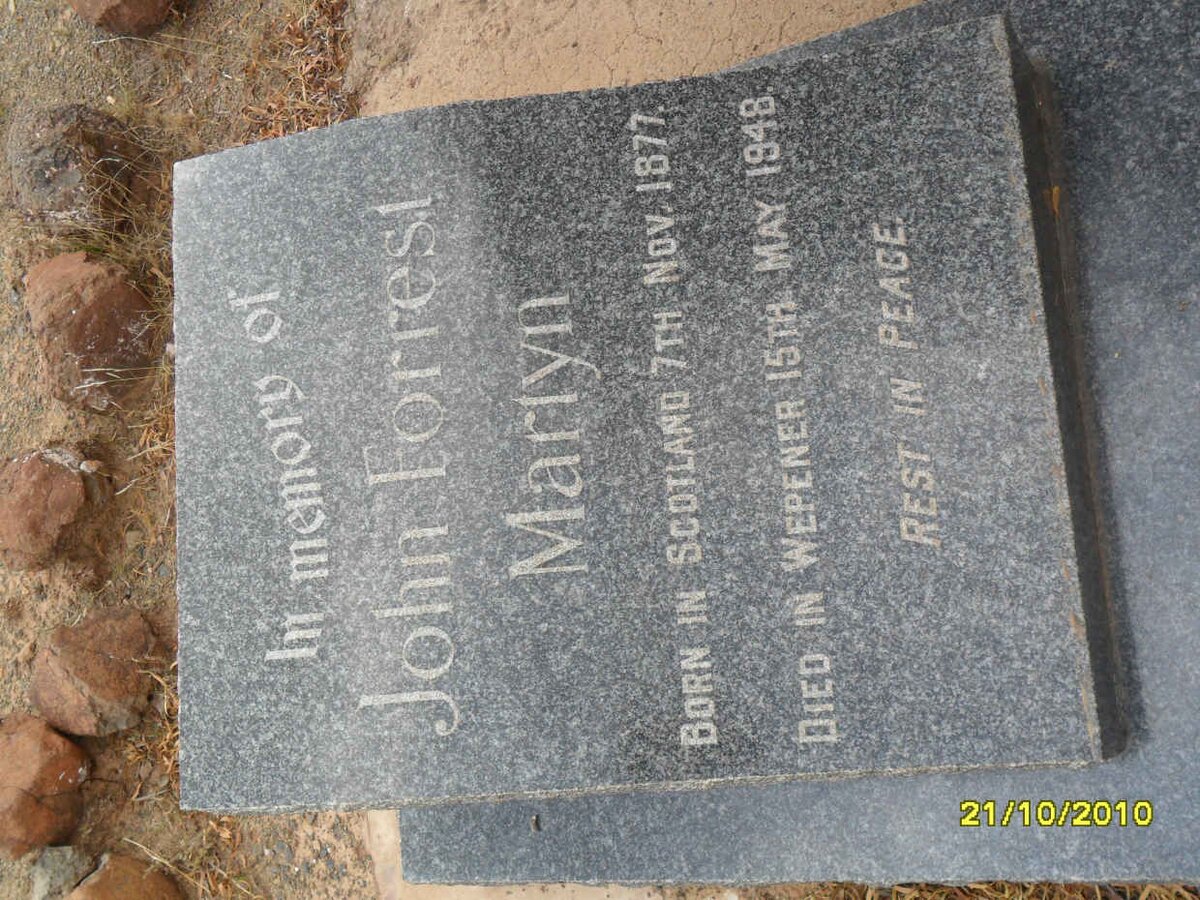 In memory of
John Forrest
Martyn
BORN IN SCOTLAND 7TH NOV. 1877.
DIED IN WEPENER 15TH MAY 1948.
REST IN PEACE.
21/10/2010